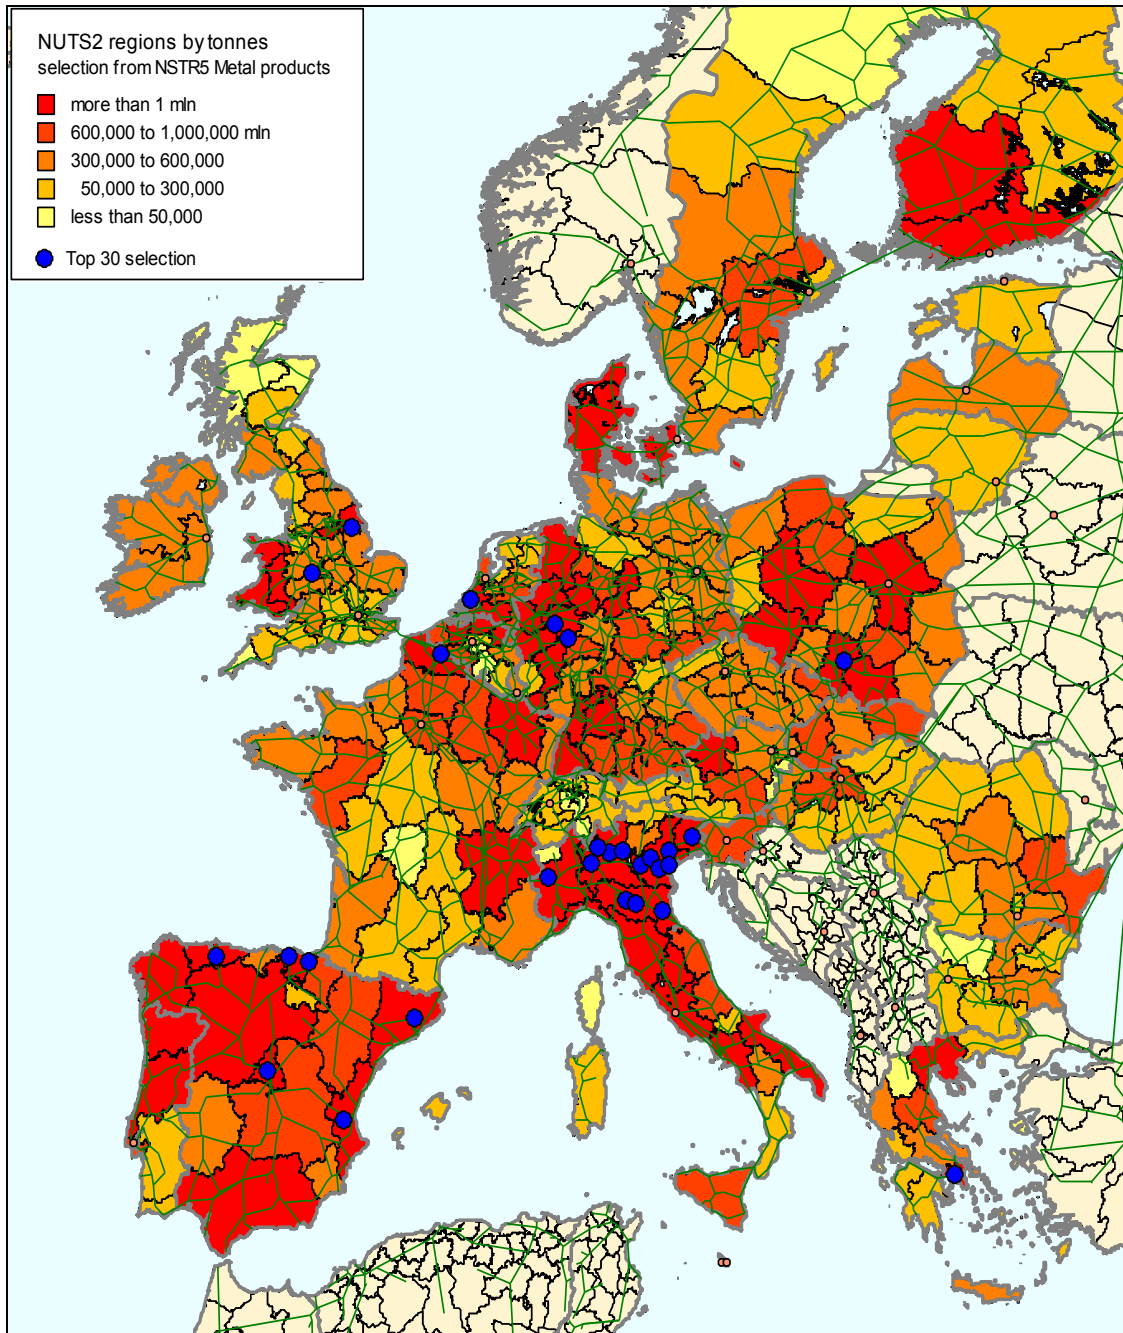 NUTS2 regions by tonnes
selection from NSTR5 Metal products
more than 1 mln
600,000 to 1,000,000 mln
300,000 to 600,000
50,000 to 300,000
less than 50,000
Top 30 selection